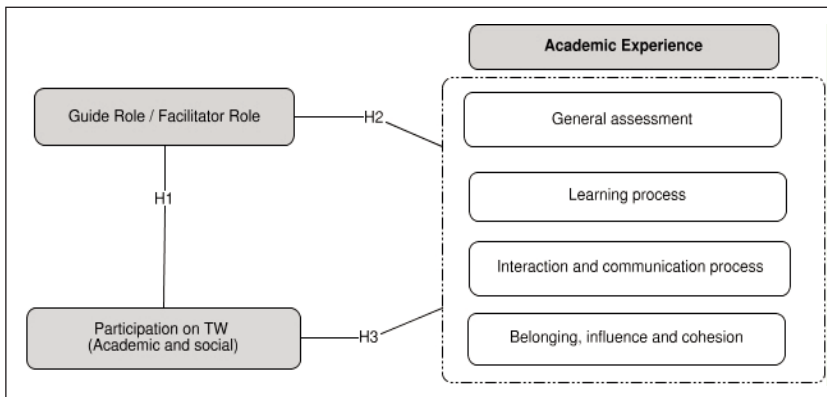 Academic Experience
Guide Role / Facilitator Role
H2
General assessment
Learning process
H1
Interaction and communication process
Participation on TW
(Academic and social)
H3
Belonging, influence and cohesion